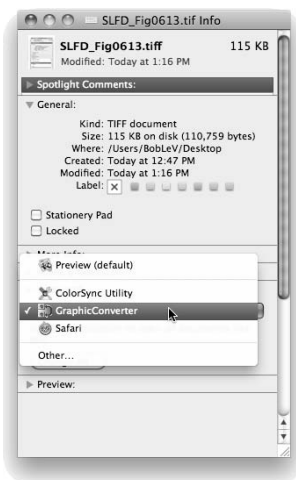 SLFD_Fig0613.tif Info
SLFD_Fig0613.tiff 115 KB
Modified: Today at 1:16 PM
Spotlight Comments:
General:
Kind: TIFF document
Size: 115 KB on disk (110,759 bytes)
Where: /Users/BobLeV/Desktop
Created: Today at 12:47 PM
Modified: Today at 1:16 PM
Label:
Stationery Pad
Locked
More Info:
Preview (default)
ColorSync Utility
✓ GraphicConverter
Safari
Other...
Preview: